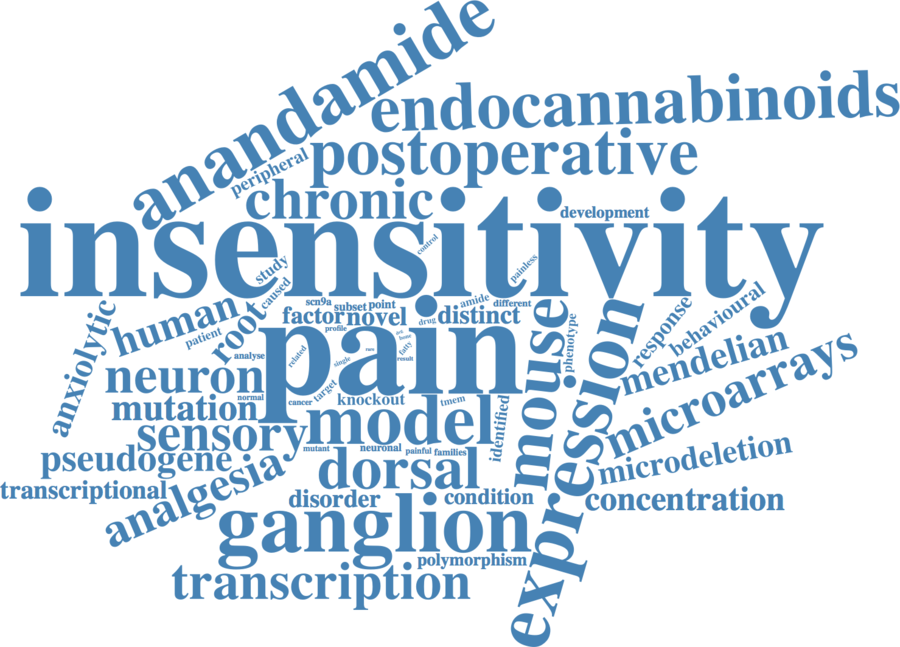 anandamide
endocannabinoids
peripheral
postoperative
chronic
development
insensitivity
control
painless
study
caused
anxiolytic
human
patient
root
scn9a
subset
point
amide
different
factor
novel
drug
distinct
profile
pain
mouse
phenotype
expression
response
behavioural
mendelian
microarrays
analyse
related
single
fatty
result
neuron
normal
cancer
target
knockout
tmem
mutation
model
identified
sensory
mutant
neuronal
painful
families
pseudogene
dorsal
microdeletion
transcriptional
analgesia
disorder
condition
concentration
ganglion
polymorphism
transcription